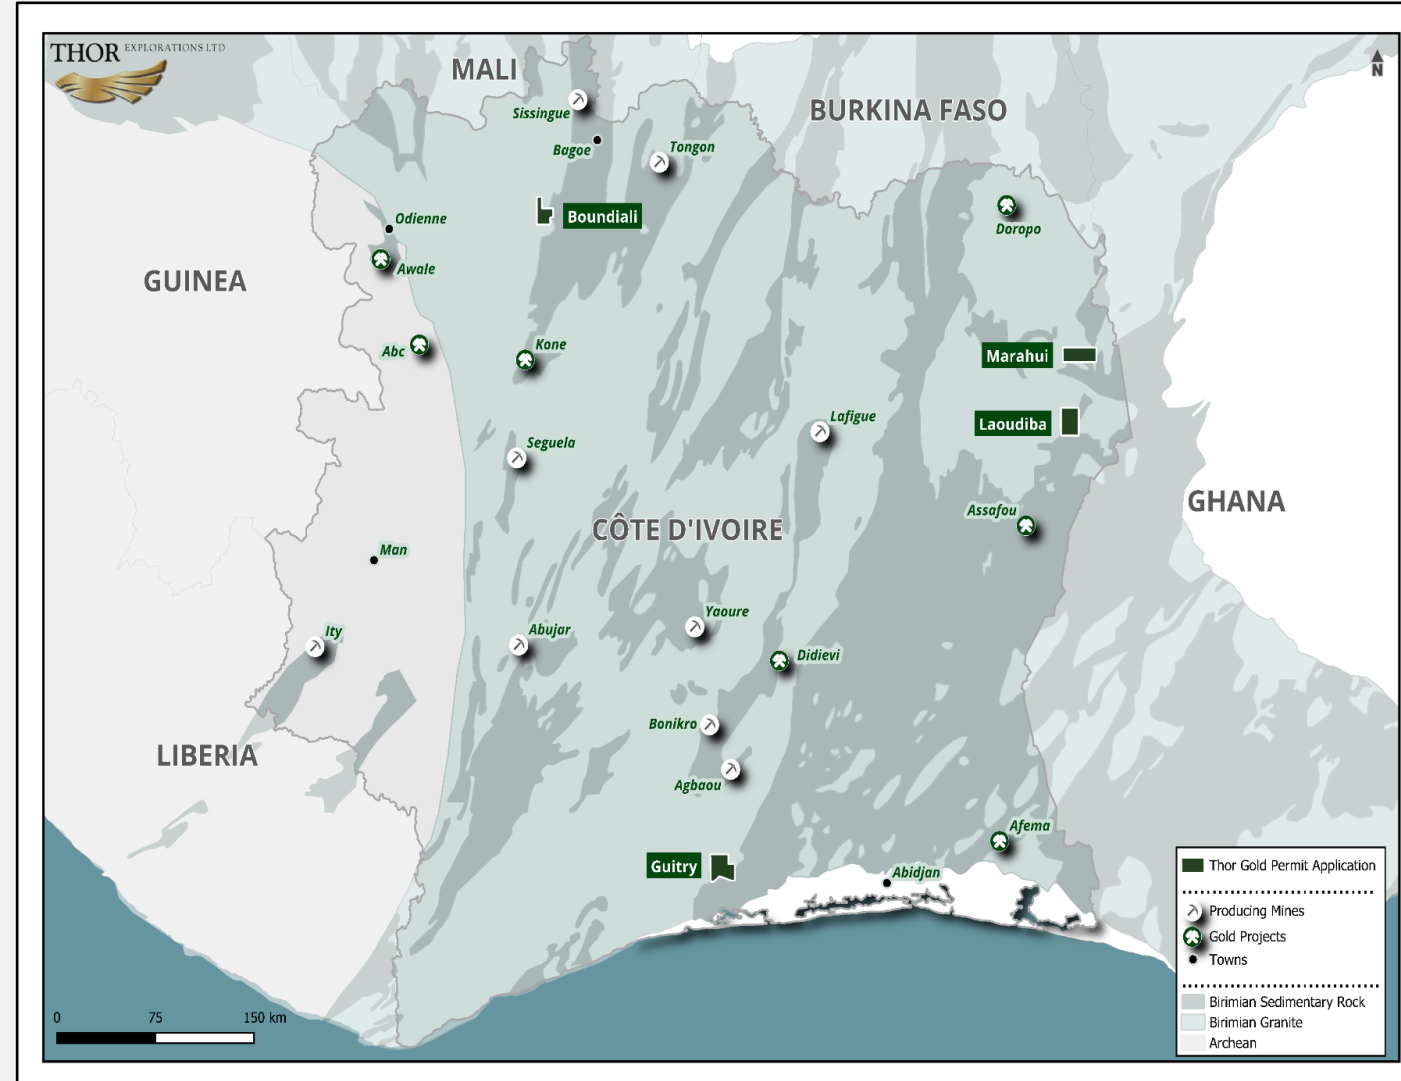 THOR EXPLORATIONS LTD
MALI
BURKINA FASO
N
Sissingue
Bagoe
Tongon
Boundiali
Odienne
Doropo
GUINEA
Awale
Abc
Kone
Marahui
Lafigue
Laoudiba
Seguela
GHANA
Assafou
CÔTE D'IVOIRE
Man
Yaoure
Ity
Abujar
Didievi
Bonikro
LIBERIA
Agbaou
Afema
Guitry
Abidjan
Thor Gold Permit Application
Producing Mines
Gold Projects
Towns
Birimian Sedimentary Rock
Birimian Granite
Archean
0 75 150 km